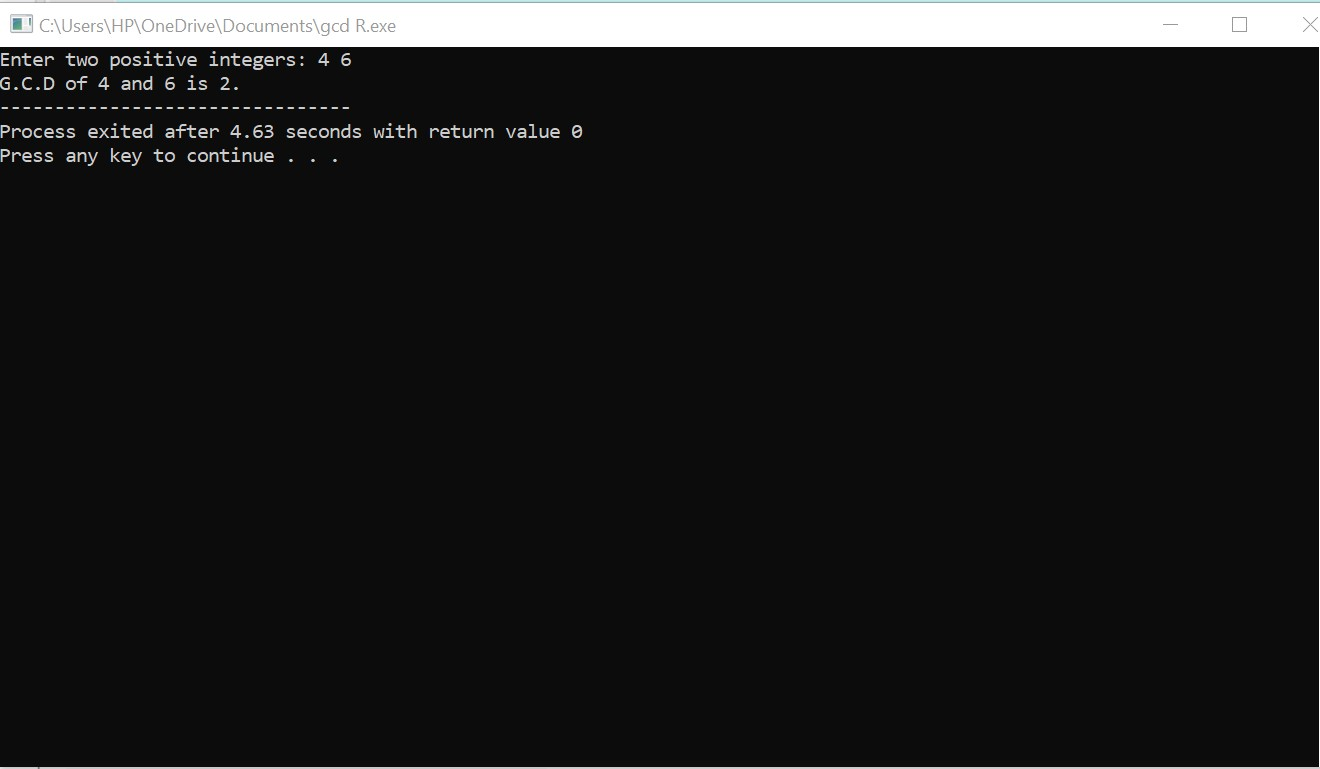 C:\Users\HP\OneDrive\Documents\gcd R.exe
Enter two positive integers: 4 6
G.C.D of 4 and 6 is 2.
--------------------------------
Process exited after 4.63 seconds with return value 0
Press any key to continue . . .